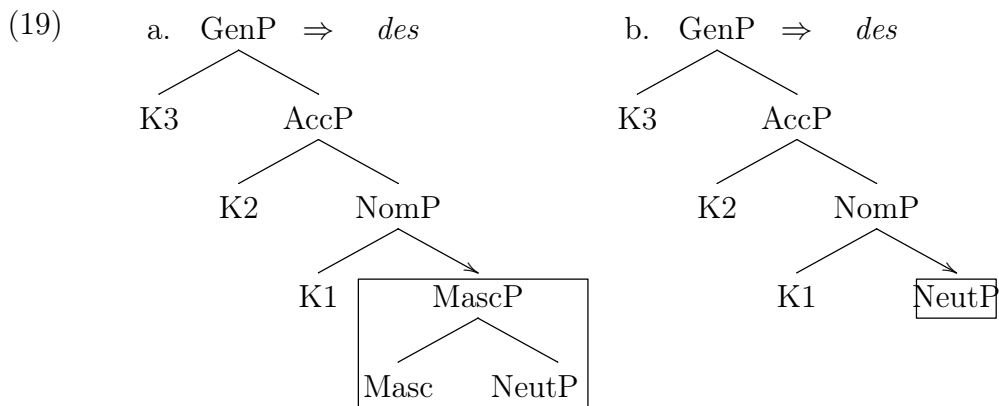 (19) a. GenP ⇒ des b. GenP ⇒ des
K3 AccP K3 AccP
K2 NomP K2 NomP
K1 MascP K1 NeutP
Masc NeutP